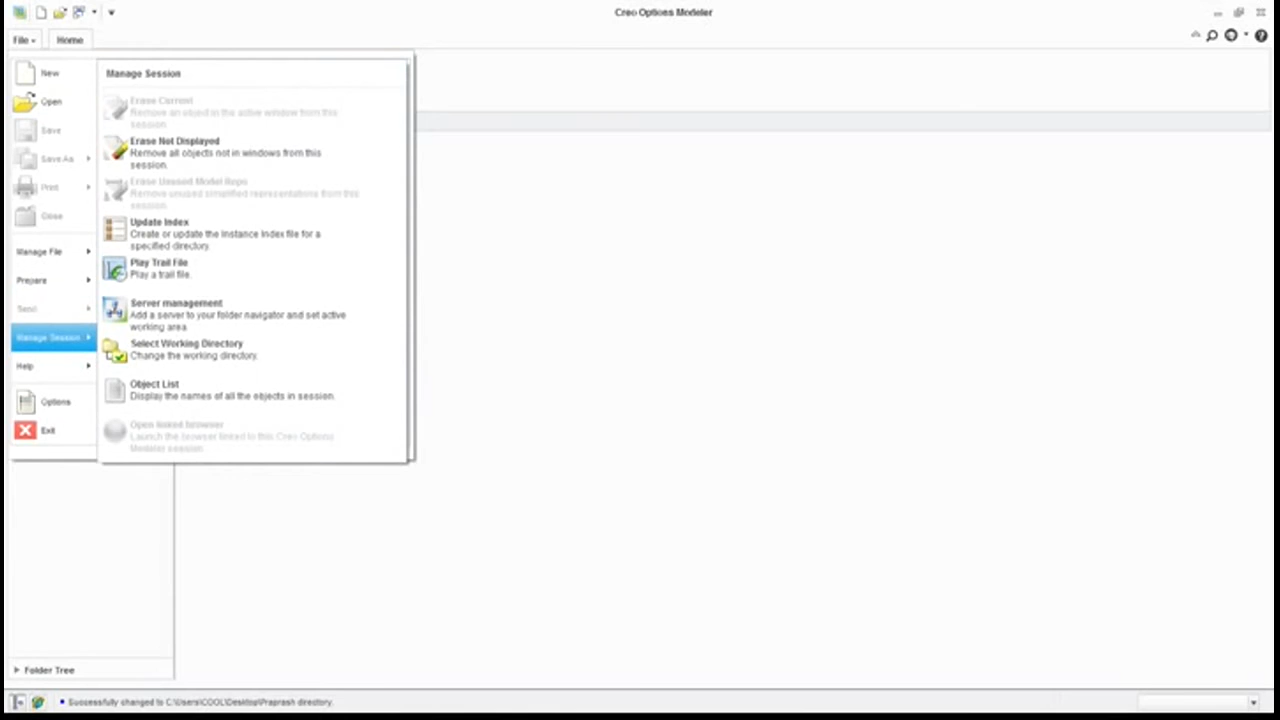 Creo Options Modeler
File
Home
New
Open
Save
Save As
Print
Close
Manage File
Prepare
Send
Manage Session
Help
Options
Exit
Manage Session
Erase Current
Remove an object in the active window from this
session.
Erase Not Displayed
Remove all objects not in windows from this
session.
Erase Unused Model Reps
Remove unused simplified representations from this
session.
Update Index
Create or update the instance index file for a
specified directory.
Play Trail File
Play a trail file.
Server management
Add a server to your folder navigator and set active
working area.
Select Working Directory
Change the working directory.
Object List
Display the names of all the objects in session.
Open linked browser
Launch the browser linked to this Creo Options
Modeler session.
Folder Tree
Successfully changed to C:\Users\COOL\Desktop\Praprash directory.